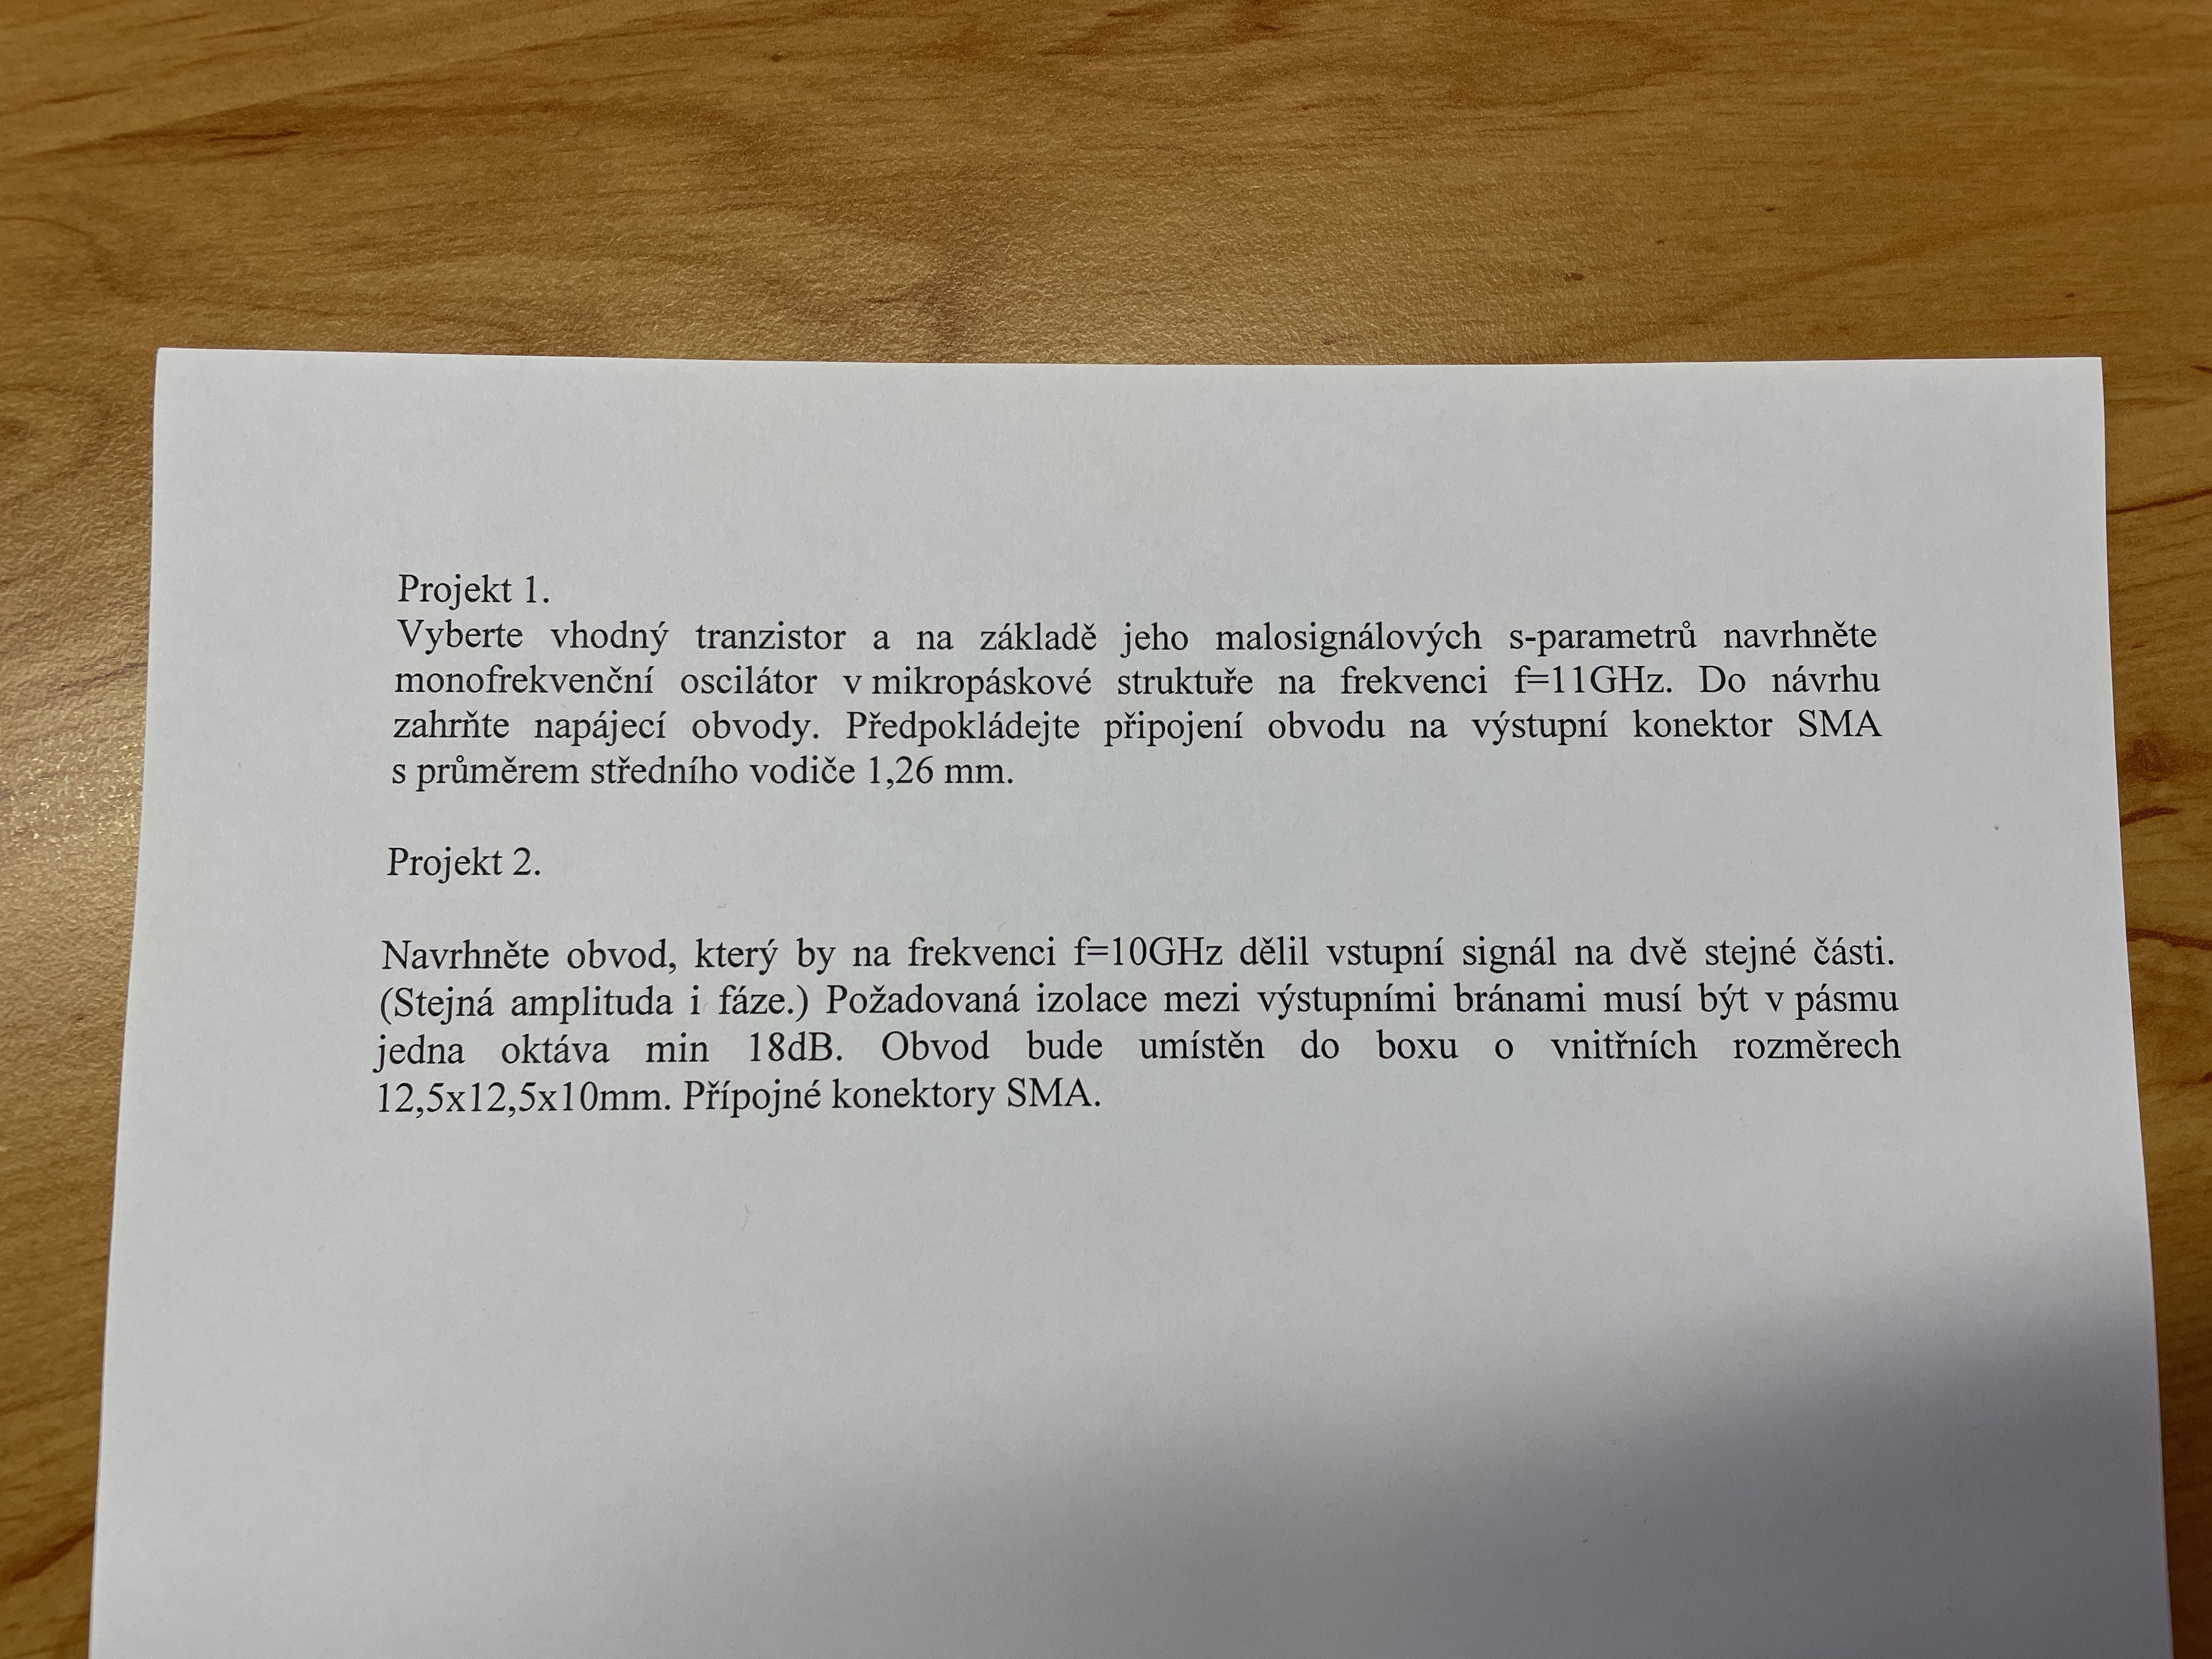 Projekt 1.
Vyberte vhodný tranzistor a na základě jeho malosignálových s-parametrů navrhněte
monofrekvenční oscilátor v mikropáskové struktuře na frekvenci f=11GHz. Do návrhu
zahrňte napájecí obvody. Předpokládejte připojení obvodu na výstupní konektor SMA
s průměrem středního vodiče 1,26 mm.
Projekt 2.
Navrhněte obvod, který by na frekvenci f=10GHz dělil vstupní signál na dvě stejné části.
(Stejná amplituda i fáze.) Požadovaná izolace mezi výstupními bránami musí být v pásmu
jedna oktáva min 18dB. Obvod bude umístěn do boxu o vnitřních rozměrech
12,5x12,5x10mm. Přípojné konektory SMA.